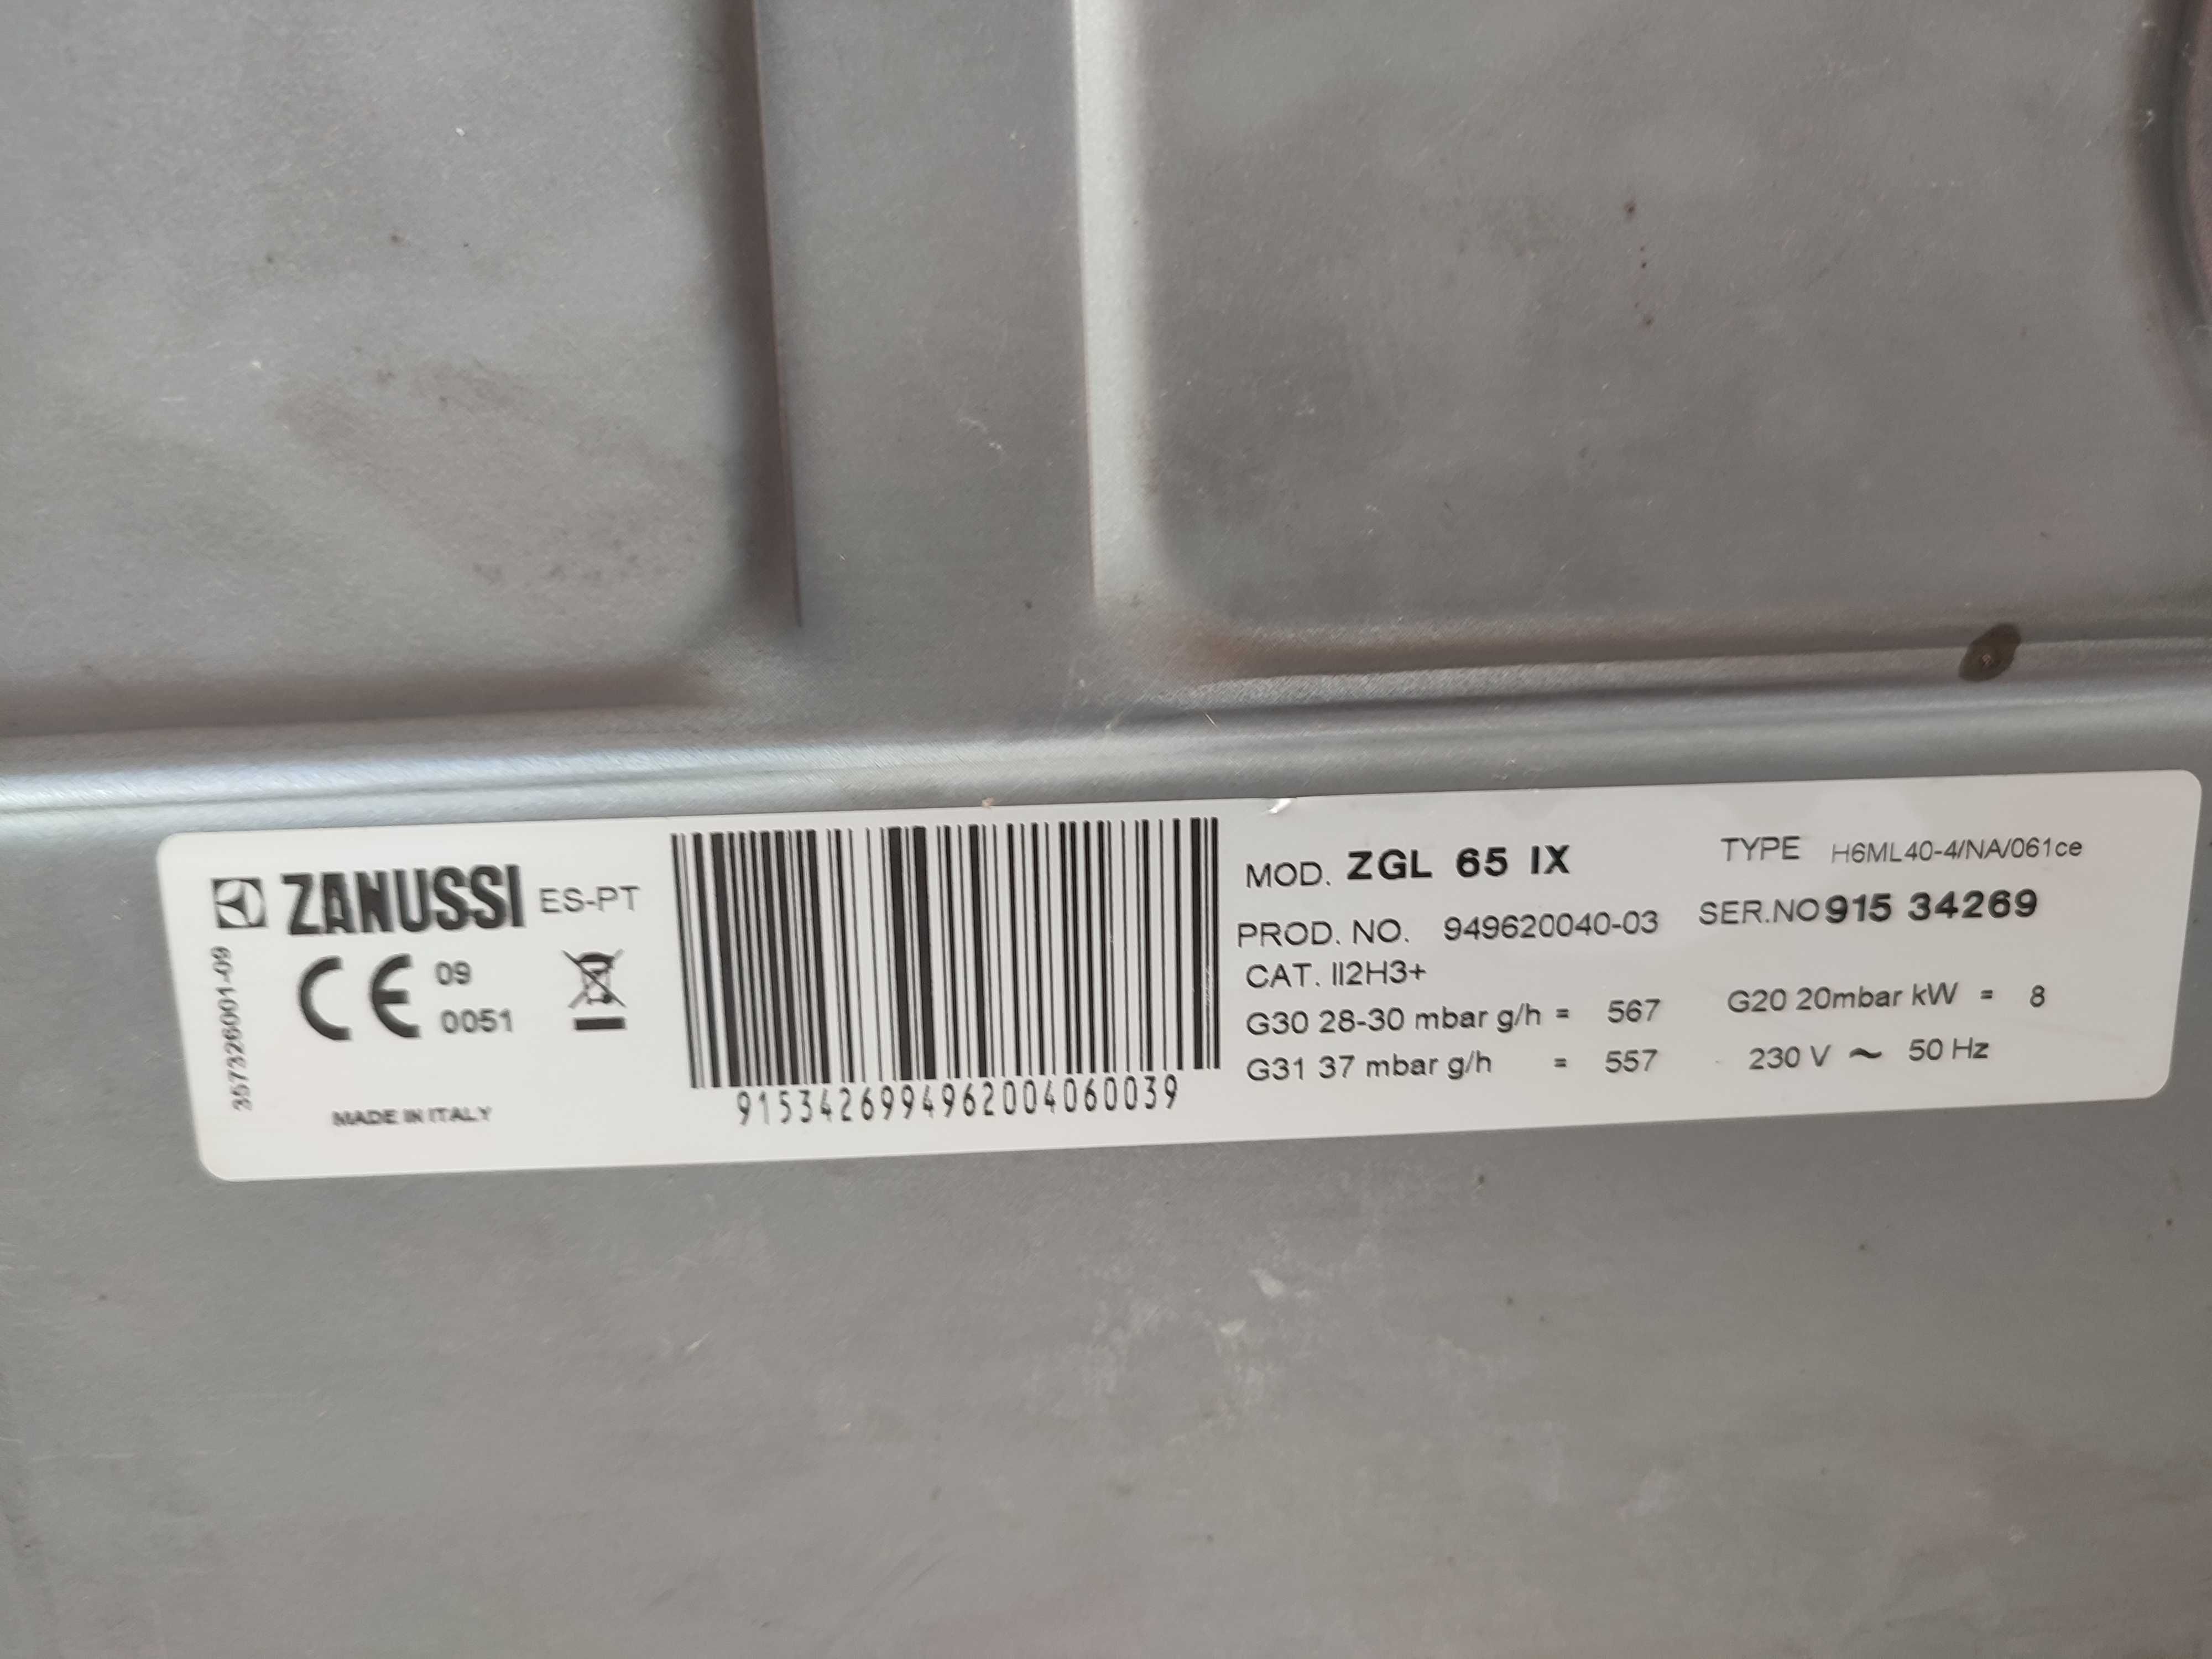 ZANUSSI ES-PT
CE 09
0051
357326001-09
MADE IN ITALY
91534269949620040600​39
MOD. ZGL 65 IX
TYPE H6ML40-4/NA/061ce
PROD. NO. 949620040-03
SER.NO 915 34269
CAT. II2H3+
G30 28-30 mbar g/h = 567
G20 20mbar kW = 8
G31 37 mbar g/h = 557
230 V ~ 50 Hz